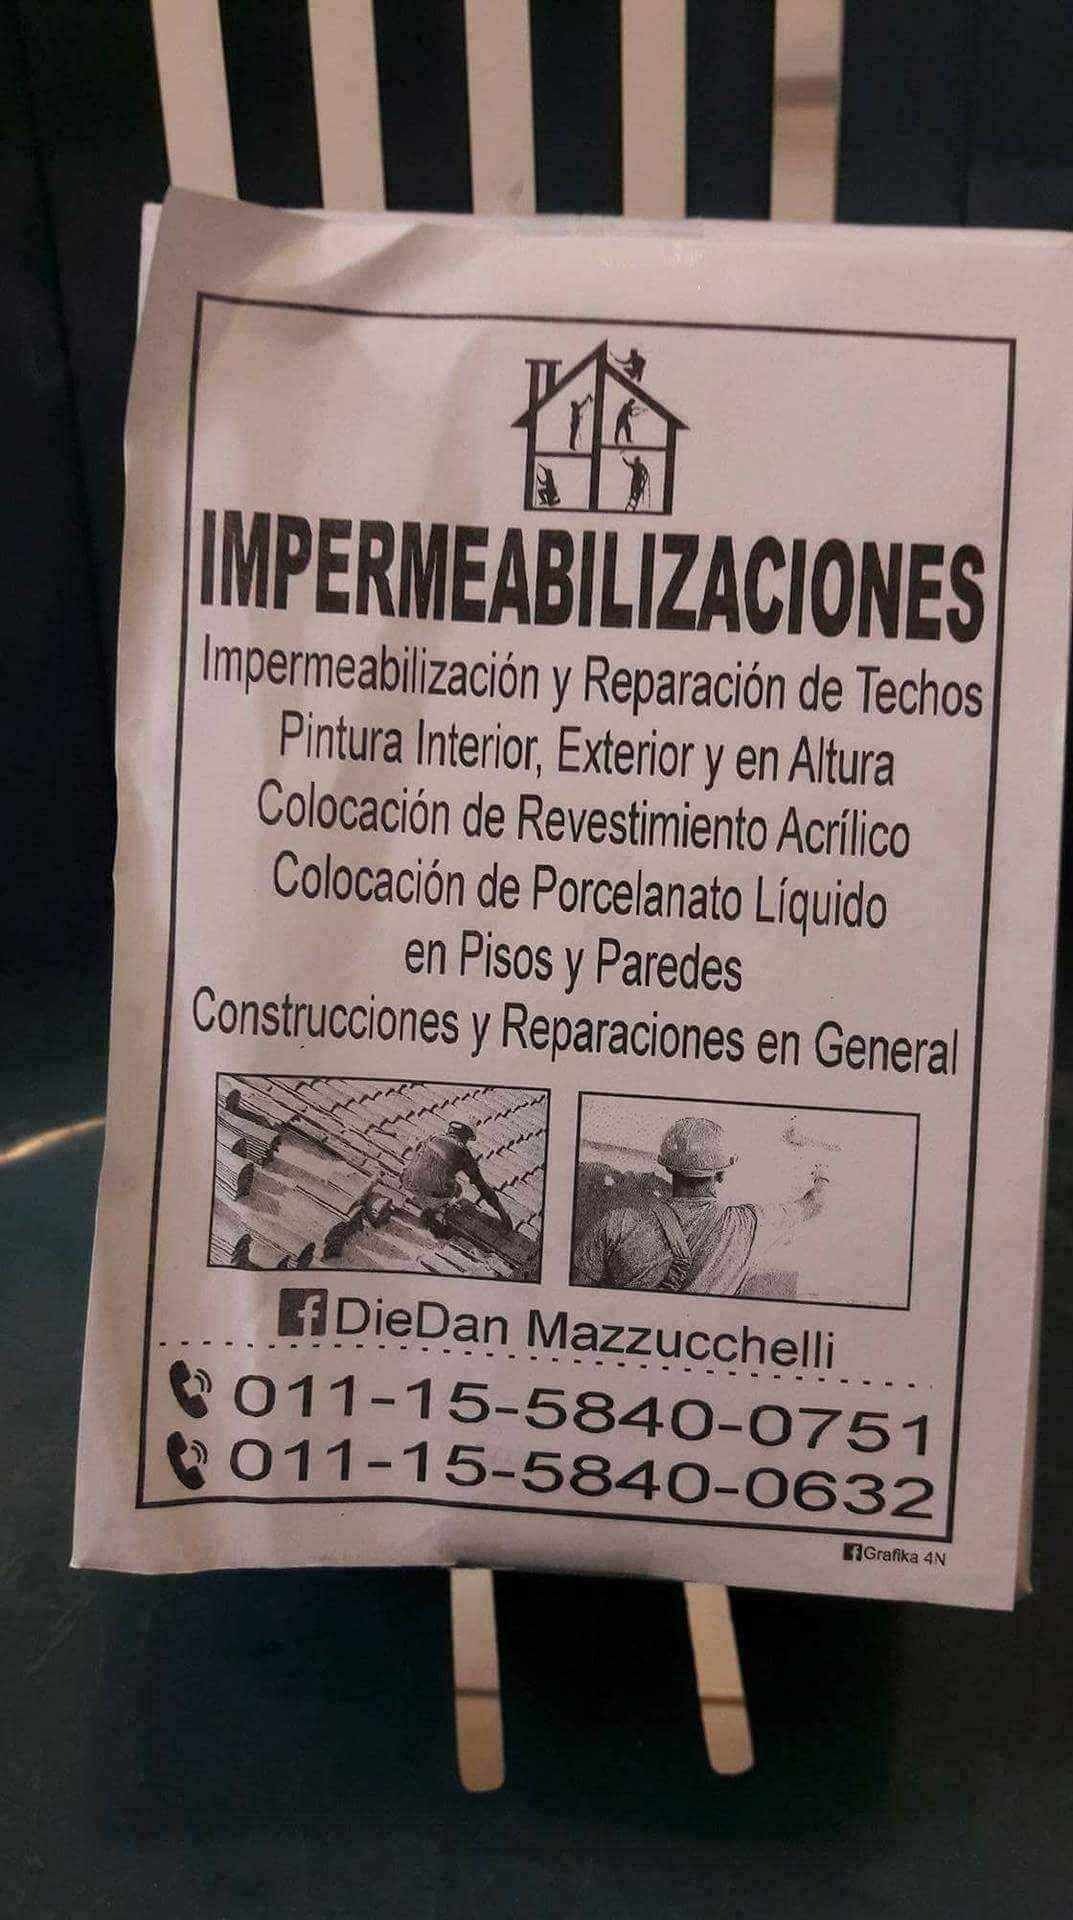 IMPERMEABILIZACIONES
Impermeabilización y Reparación de Techos
Pintura Interior, Exterior y en Altura
Colocación de Revestimiento Acrílico
Colocación de Porcelanato Líquido
en Pisos y Paredes
Construcciones y Reparaciones en General
f DieDan Mazzucchelli
011-15-5840-0751
011-15-5840-0632
f Grafika 4N